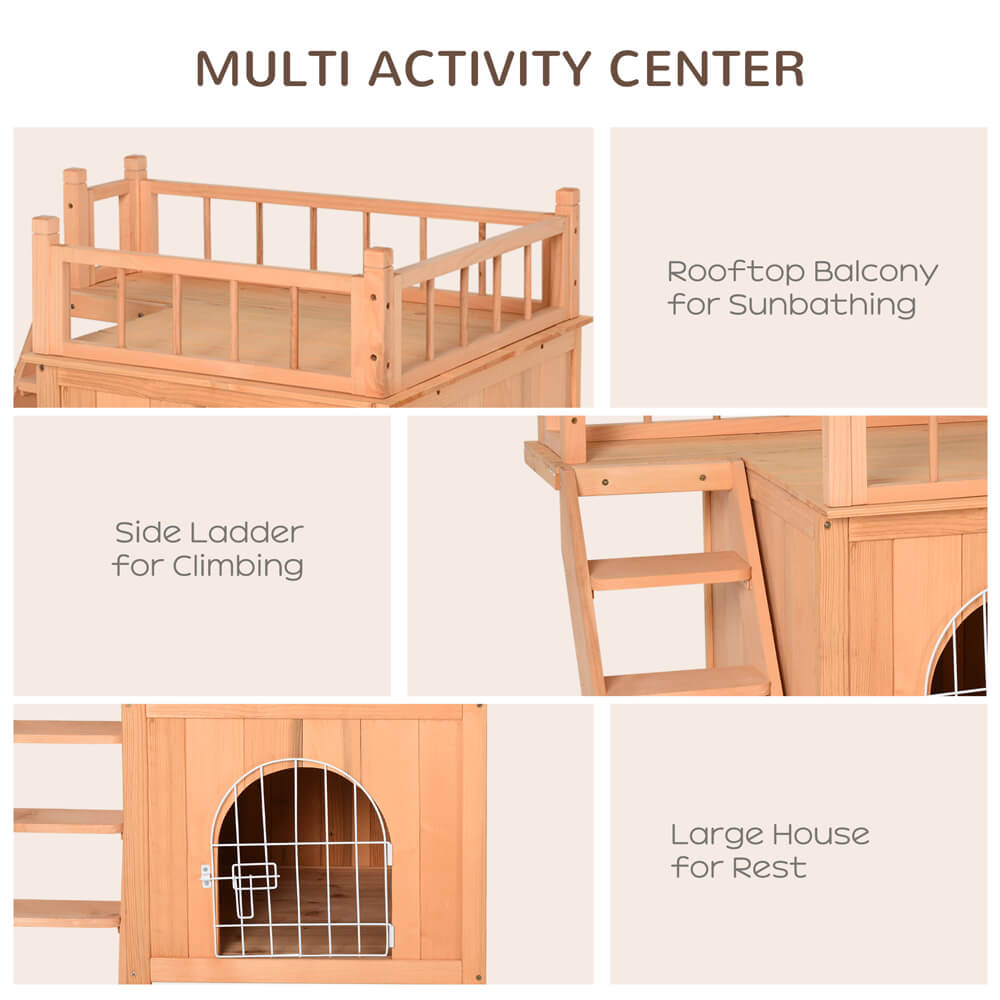 MULTI ACTIVITY CENTER
Rooftop Balcony
for Sunbathing
Side Ladder
for Climbing
Large House
for Rest